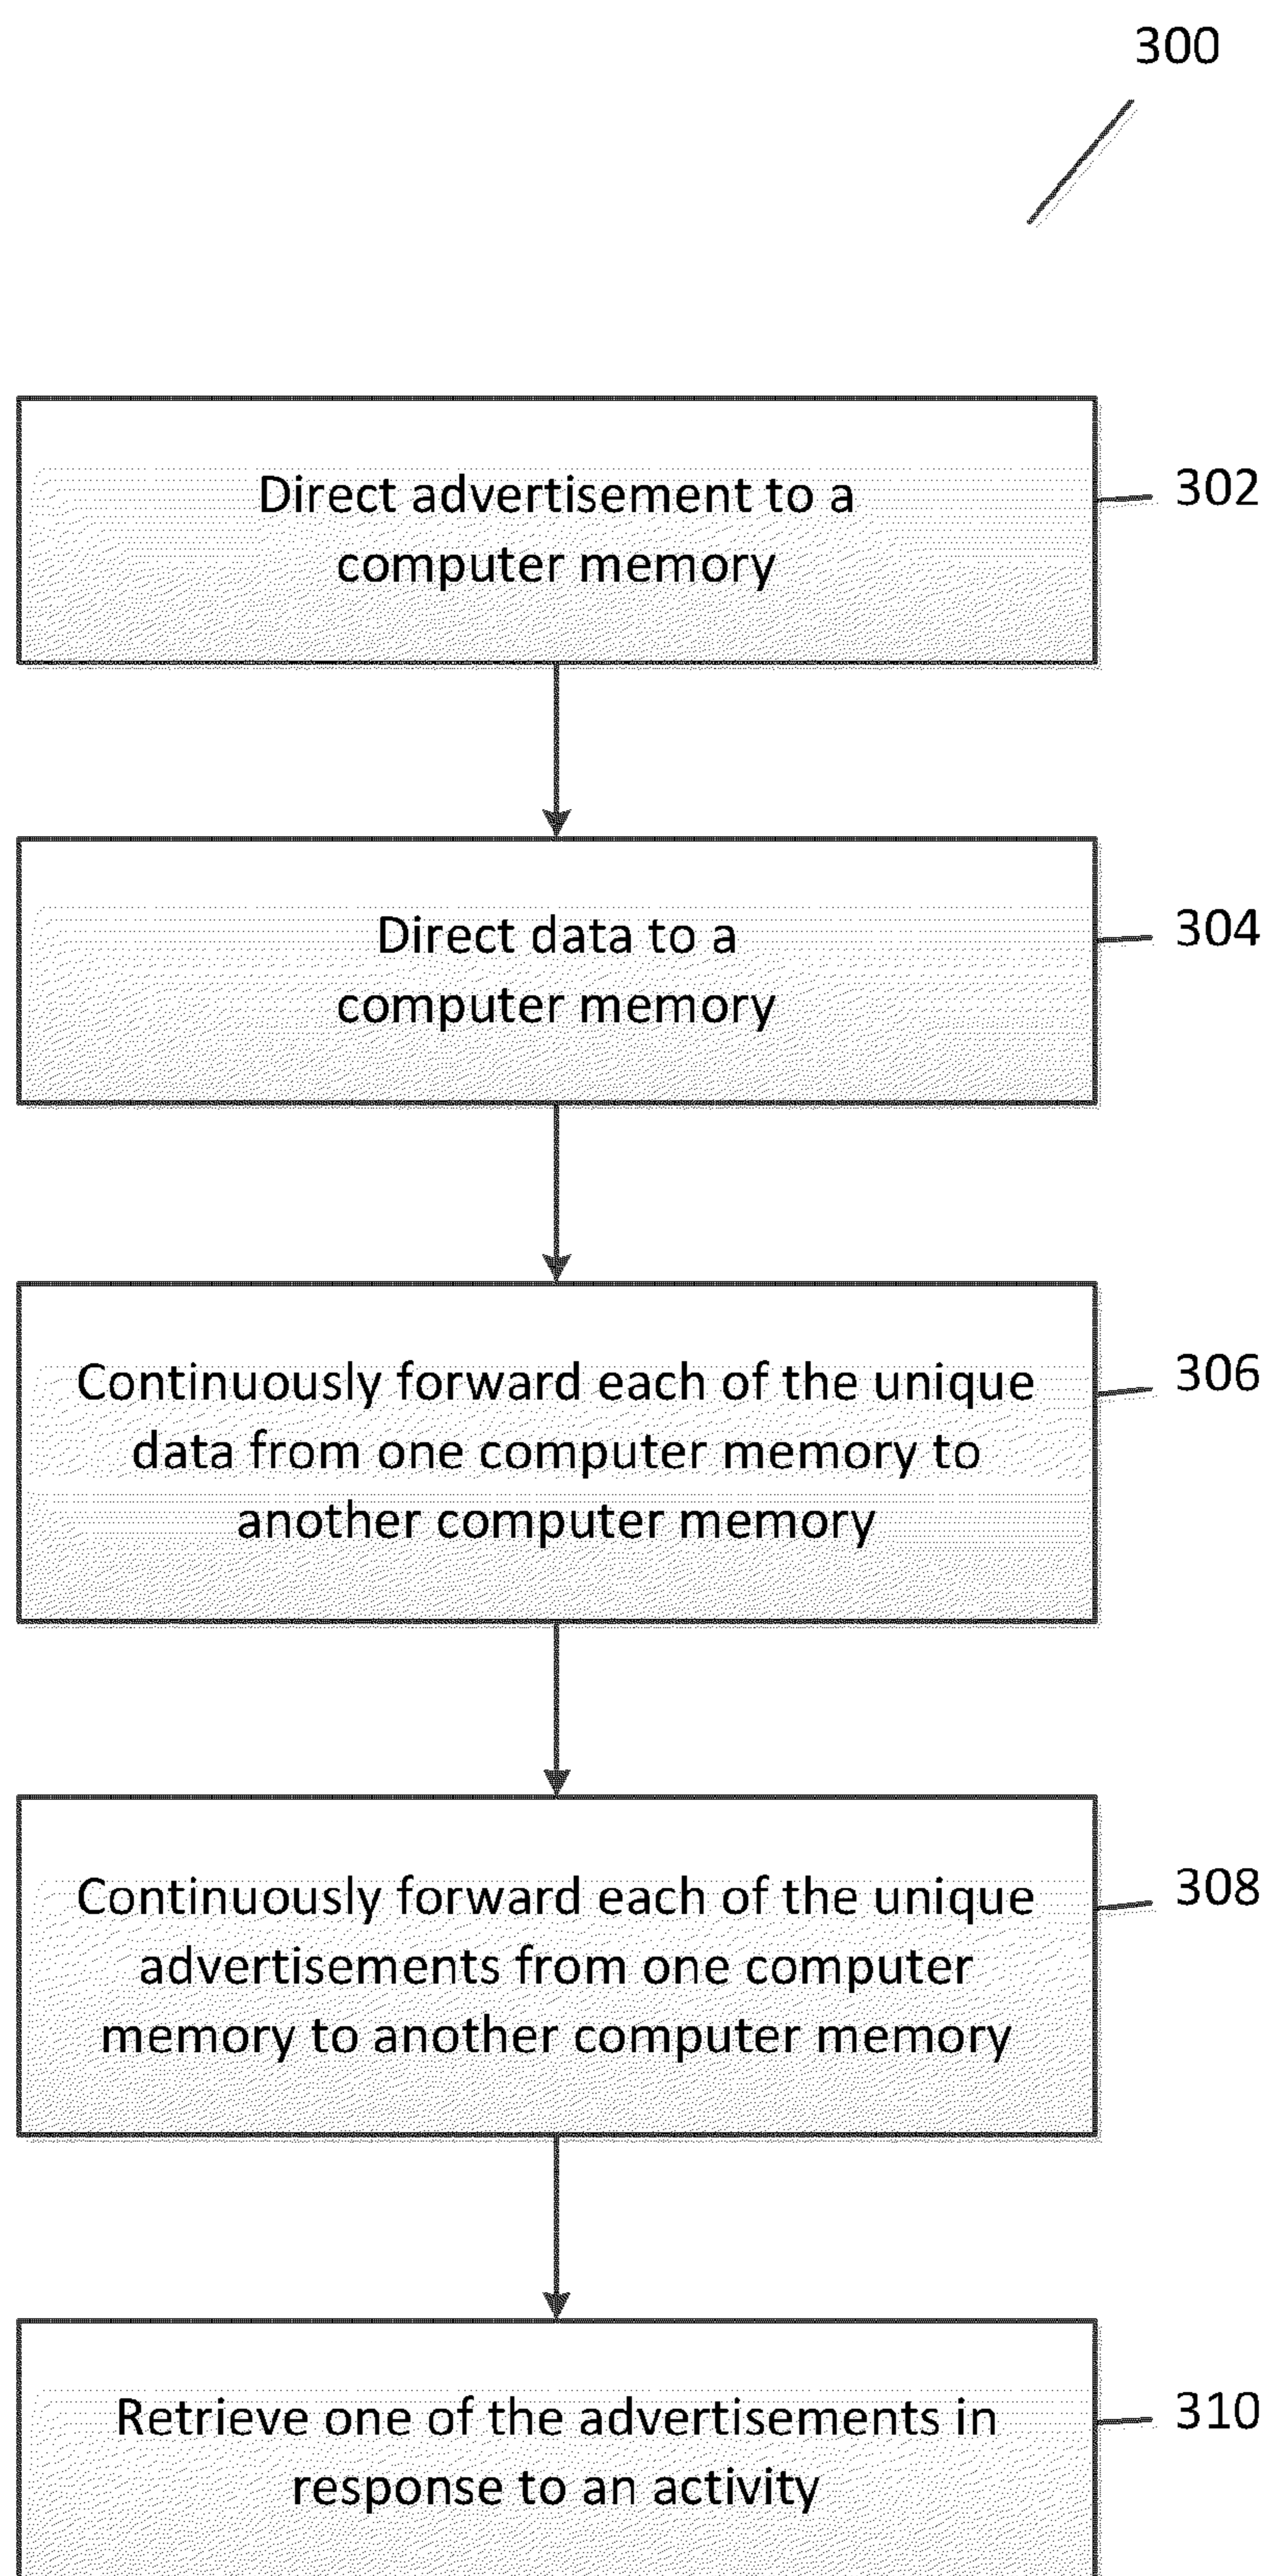 300
Direct advertisement to a
computer memory
302
Direct data to a
computer memory
304
Continuously forward each of the unique
data from one computer memory to
another computer memory
306
Continuously forward each of the unique
advertisements from one computer
memory to another computer memory
308
Retrieve one of the advertisements in
response to an activity
310